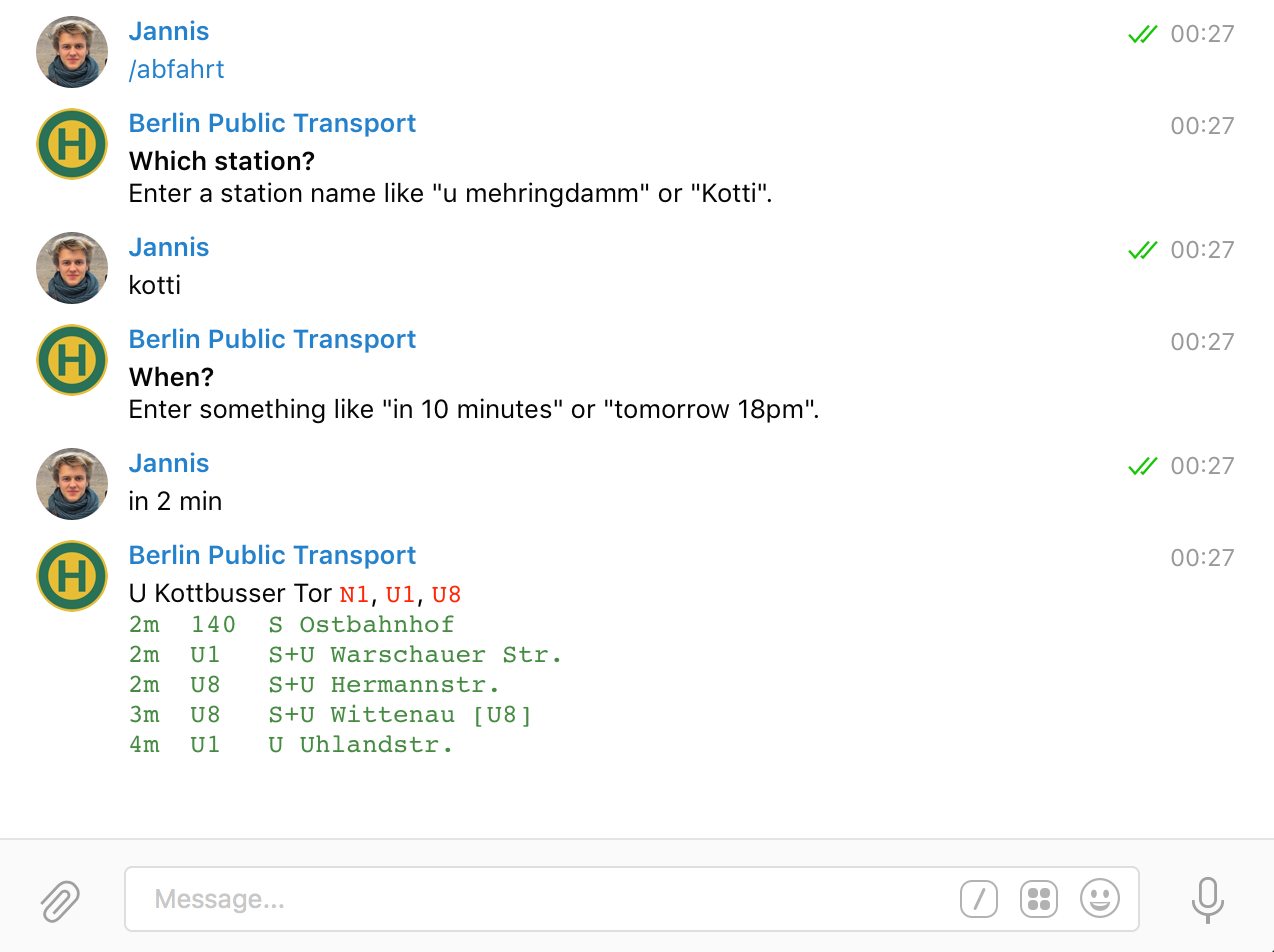 Jannis 00:27
/abfahrt
H
Berlin Public Transport 00:27
Which station?
Enter a station name like "u mehringdamm" or "Kotti".
Jannis 00:27
kotti
H
Berlin Public Transport 00:27
When?
Enter something like "in 10 minutes" or "tomorrow 18pm".
Jannis 00:27
in 2 min
H
Berlin Public Transport 00:27
U Kottbusser Tor N1, U1, U8
2m 140 S Ostbahnhof
2m U1 S+U Warschauer Str.
2m U8 S+U Hermannstr.
3m U8 S+U Wittenau [U8]
4m U1 U Uhlandstr.
Message... /